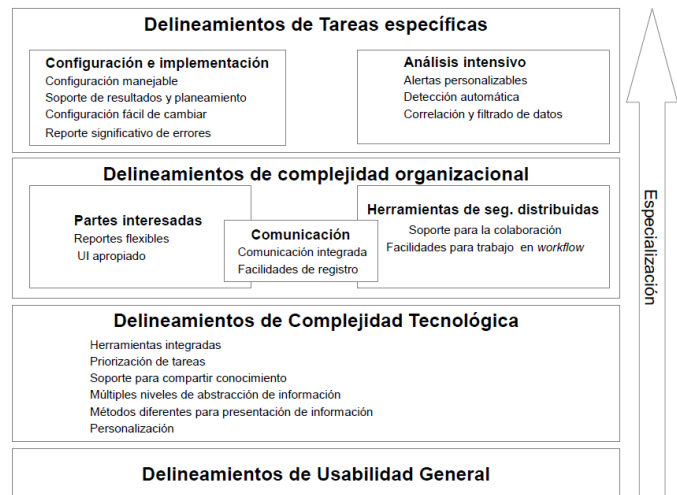 Delineamientos de Tareas específicas
Configuración e implementación
Configuración manejable
Soporte de resultados y planeamiento
Configuración fácil de cambiar
Reporte significativo de errores
Análisis intensivo
Alertas personalizables
Detección automática
Correlación y filtrado de datos
Delineamientos de complejidad organizacional
Partes interesadas
Reportes flexibles
UI apropiado
Comunicación
Comunicación integrada
Facilidades de registro
Herramientas de seg. distribuidas
Soporte para la colaboración
Facilidades para trabajo en workflow
Delineamientos de Complejidad Tecnológica
Herramientas integradas
Priorización de tareas
Soporte para compartir conocimiento
Múltiples niveles de abstracción de información
Métodos diferentes para presentación de información
Personalización
Delineamientos de Usabilidad General
Especialización